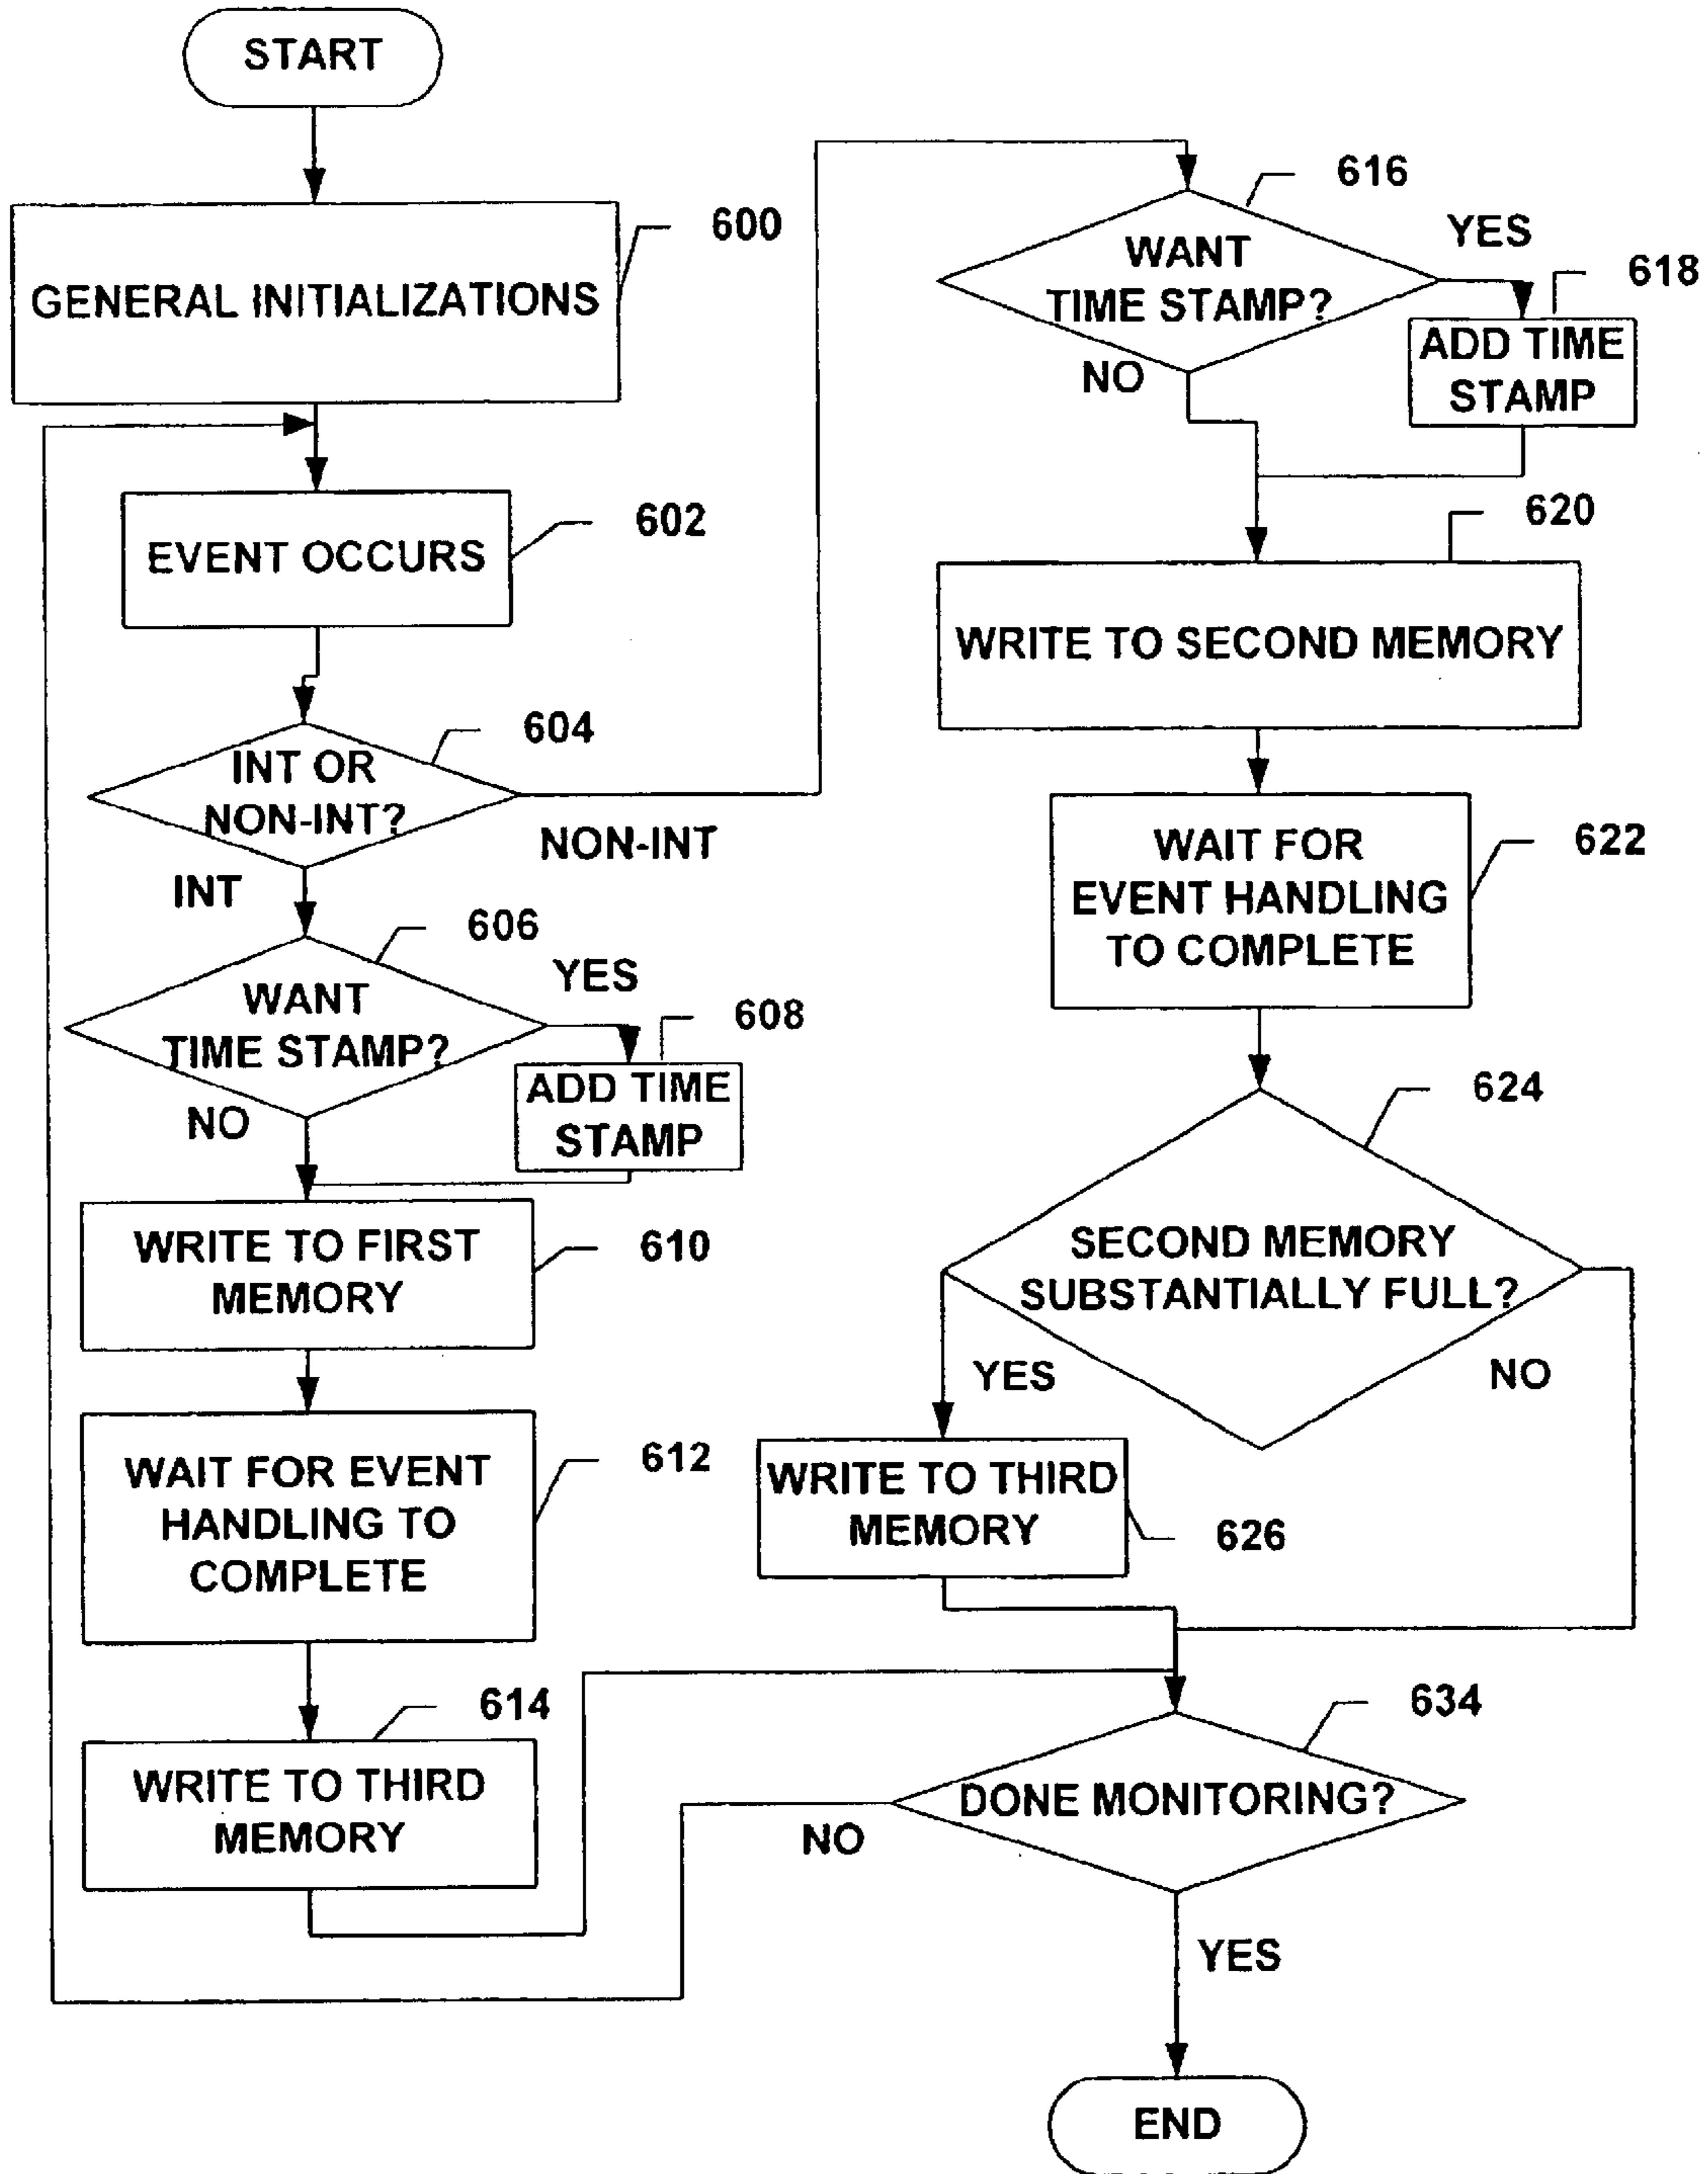 START
GENERAL INITIALIZATIONS
600
EVENT OCCURS
602
INT OR
NON-INT?
604
NON-INT
INT
WANT
TIME STAMP?
606
YES
NO
608
ADD TIME
STAMP
WRITE TO FIRST
MEMORY
610
WAIT FOR EVENT
HANDLING TO
COMPLETE
612
614
WRITE TO THIRD
MEMORY
616
WANT
TIME STAMP?
YES
NO
618
ADD TIME
STAMP
620
WRITE TO SECOND MEMORY
WAIT FOR
EVENT HANDLING
TO COMPLETE
622
624
SECOND MEMORY
SUBSTANTIALLY FULL?
YES
NO
WRITE TO THIRD
MEMORY
626
634
DONE MONITORING?
NO
YES
END